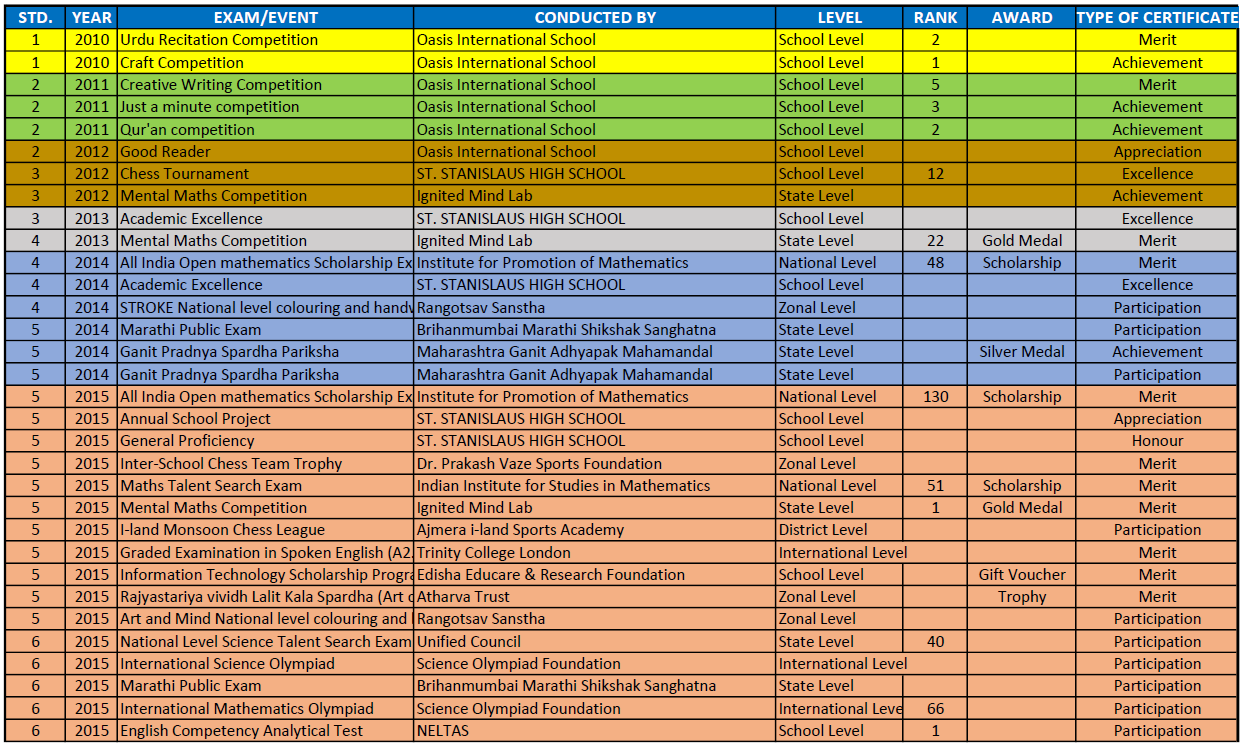 STD. YEAR EXAM/EVENT CONDUCTED BY LEVEL RANK AWARD TYPE OF CERTIFICATE
1 2010 Urdu Recitation Competition Oasis International School School Level 2 Merit
1 2010 Craft Competition Oasis International School School Level 1 Achievement
2 2011 Creative Writing Competition Oasis International School School Level 5 Merit
2 2011 Just a minute competition Oasis International School School Level 3 Achievement
2 2011 Qur'an competition Oasis International School School Level 2 Achievement
2 2012 Good Reader Oasis International School School Level Appreciation
3 2012 Chess Tournament ST. STANISLAUS HIGH SCHOOL School Level 12 Excellence
3 2012 Mental Maths Competition Ignited Mind Lab State Level Achievement
3 2013 Academic Excellence ST. STANISLAUS HIGH SCHOOL School Level Excellence
4 2013 Mental Maths Competition Ignited Mind Lab State Level 22 Gold Medal Merit
4 2014 All India Open mathematics Scholarship Ex Institute for Promotion of Mathematics National Level 48 Scholarship Merit
4 2014 Academic Excellence ST. STANISLAUS HIGH SCHOOL School Level Excellence
4 2014 STROKE National level colouring and handw Rangotsav Sanstha Zonal Level Participation
5 2014 Marathi Public Exam Brihanmumbai Marathi Shikshak Sanghatna State Level Participation
5 2014 Ganit Pradnya Spardha Pariksha Maharashtra Ganit Adhyapak Mahamandal State Level Silver Medal Achievement
5 2014 Ganit Pradnya Spardha Pariksha Maharashtra Ganit Adhyapak Mahamandal State Level Participation
5 2015 All India Open mathematics Scholarship Ex Institute for Promotion of Mathematics National Level 130 Scholarship Merit
5 2015 Annual School Project ST. STANISLAUS HIGH SCHOOL School Level Appreciation
5 2015 General Proficiency ST. STANISLAUS HIGH SCHOOL School Level Honour
5 2015 Inter-School Chess Team Trophy Dr. Prakash Vaze Sports Foundation Zonal Level Merit
5 2015 Maths Talent Search Exam Indian Institute for Studies in Mathematics National Level 51 Scholarship Merit
5 2015 Mental Maths Competition Ignited Mind Lab State Level 1 Gold Medal Merit
5 2015 I-land Monsoon Chess League Ajmera i-land Sports Academy District Level Participation
5 2015 Graded Examination in Spoken English (A2. Trinity College London International Level Merit
5 2015 Information Technology Scholarship Progra Edisha Educare & Research Foundation School Level Gift Voucher Merit
5 2015 Rajyastariya vividh Lalit Kala Spardha (Art c Atharva Trust Zonal Level Trophy Merit
5 2015 Art and Mind National level colouring and Rangotsav Sanstha Zonal Level Participation
6 2015 National Level Science Talent Search Exam Unified Council State Level 40 Participation
6 2015 International Science Olympiad Science Olympiad Foundation International Level Participation
6 2015 Marathi Public Exam Brihanmumbai Marathi Shikshak Sanghatna State Level Participation
6 2015 International Mathematics Olympiad Science Olympiad Foundation International Leve 66 Participation
6 2015 English Competency Analytical Test NELTAS School Level 1 Participation